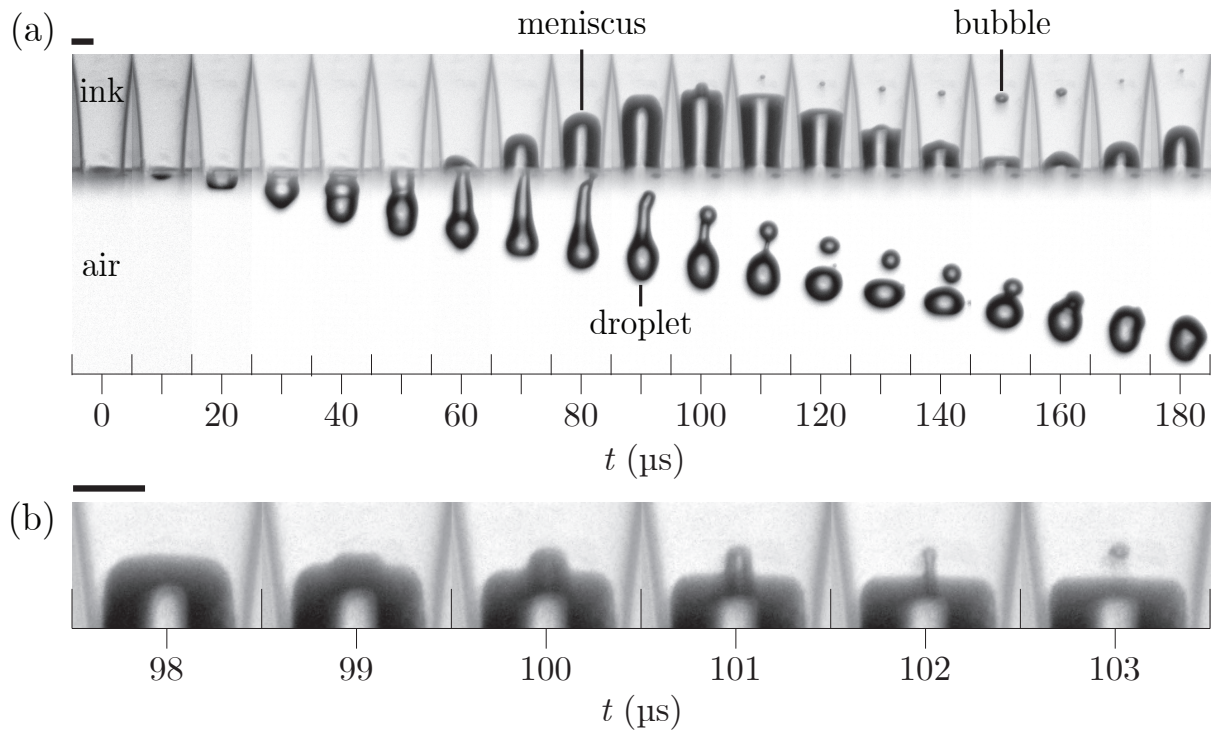 (a)
meniscus
bubble
ink
air
droplet
0 20 40 60 80 100 120 140 160 180
t (µs)
(b)
98 99 100 101 102 103
t (µs)